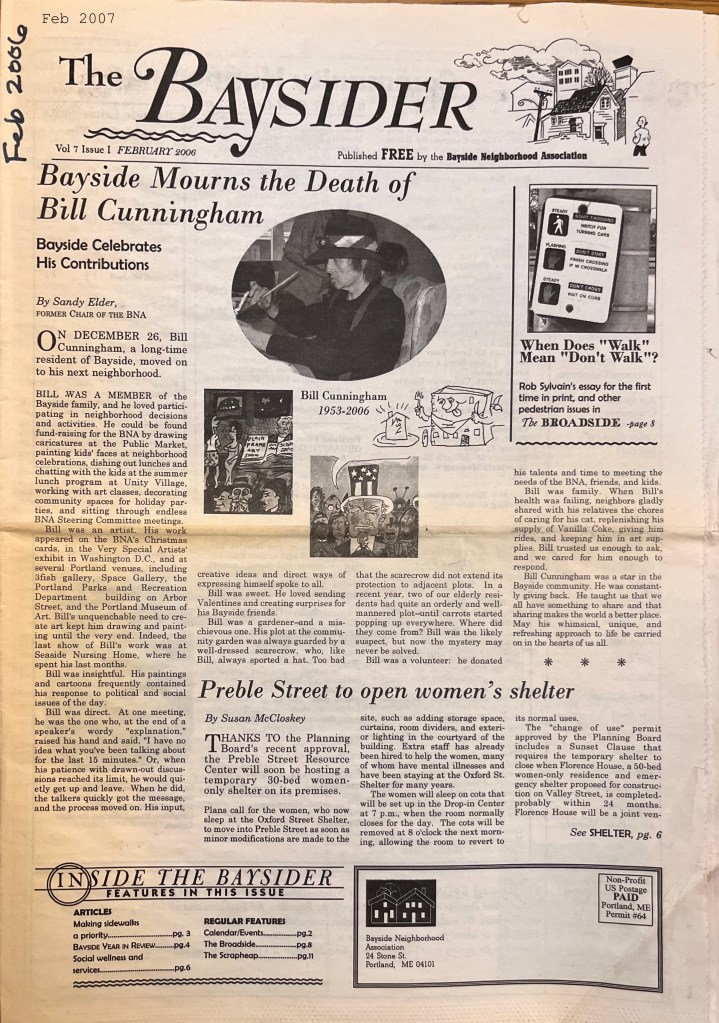 Feb 2007
Feb 2006
The BAYSIDER
Vol 7 Issue I FEBRUARY 2006
Published FREE by the Bayside Neighborhood Association
Bayside Mourns the Death of
Bill Cunningham
Bayside Celebrates
His Contributions
By Sandy Elder,
FORMER CHAIR OF THE BNA
ON DECEMBER 26, Bill
Cunningham, a long-time
resident of Bayside, moved on
to his next neighborhood.
BILL WAS A MEMBER of the
Bayside family, and he loved partici-
pating in neighborhood decisions
and activities. He could be found
fund-raising for the BNA by drawing
caricatures at the Public Market,
painting kids' faces at neighborhood
celebrations, dishing out lunches and
chatting with the kids at the summer
lunch program at Unity Village,
working with art classes, decorating
community spaces for holiday par-
ties, and sitting through endless
BNA Steering Committee meetings.
Bill was an artist. His work
appeared on the BNA's Christmas
cards, in the Very Special Artists'
exhibit in Washington D.C., and at
several Portland venues, including
3fish gallery, Space Gallery, the
Portland Parks and Recreation
Department building on Arbor
Street, and the Portland Museum of
Art. Bill's unquenchable need to cre-
ate art kept him drawing and paint-
ing until the very end. Indeed, the
last show of Bill's work was at
Seaside Nursing Home, where he
spent his last months.
Bill was insightful. His paintings
and cartoons frequently contained
his response to political and social
issues of the day.
Bill was direct. At one meeting,
he was the one who, at the end of a
speaker's wordy "explanation,"
raised his hand and said, "I have no
idea what you've been talking about
for the last 15 minutes." Or, when
his patience with drawn-out discus-
sions reached its limit, he would qui-
etly get up and leave. When he did,
the talkers quickly got the message,
and the process moved on. His input,
Bill Cunningham
1953-2006
BLAIR
FRAME
ART
SHOW
creative ideas and direct ways of
expressing himself spoke to all.
Bill was sweet. He loved sending
Valentines and creating surprises for
his Bayside friends.
Bill was a gardener–and a mis-
chievous one. His plot at the commu-
nity garden was always guarded by a
well-dressed scarecrow, who, like
Bill, always sported a hat. Too bad
that the scarecrow did not extend its
protection to adjacent plots. In a
recent year, two of our elderly resi-
dents had quite an orderly and well-
mannered plot–until carrots started
popping up everywhere. Where did
they come from? Bill was the likely
suspect, but now the mystery may
never be solved.
Bill was a volunteer: he donated
his talents and time to meeting the
needs of the BNA, friends, and kids.
Bill was family. When Bill's
health was failing, neighbors gladly
shared with his relatives the chores
of caring for his cat, replenishing his
supply of Vanilla Coke, giving him
rides, and keeping him in art sup-
plies. Bill trusted us enough to ask,
and we cared for him enough to
respond.
Bill Cunningham was a star in the
Bayside community. He was constant-
ly giving back. He taught us that we
all have something to share and that
sharing makes the world a better place.
May his whimsical, unique, and
refreshing approach to life be carried
on in the hearts of us all.
* * *
STEADY
START CROSSING
WATCH FOR
TURNING CARS
FLASHING
DON'T START
FINISH CROSSING
IF IN CROSSWALK
STEADY
DON'T CROSS
WAIT ON CURB
When Does "Walk"
Mean "Don't Walk"?
Rob Sylvain's essay for the first
time in print, and other
pedestrian issues in
The BROADSIDE -page 8
Preble Street to open women's shelter
By Susan McCloskey
THANKS TO the Planning
Board's recent approval,
the Preble Street Resource
Center will soon be hosting a
temporary 30-bed women-
only shelter on its premises.
Plans call for the women, who now
sleep at the Oxford Street Shelter,
to move into Preble Street as soon as
minor modifications are made to the
site, such as adding storage space,
curtains, room dividers, and exteri-
or lighting in the courtyard of the
building. Extra staff has already
been hired to help the women, many
of whom have mental illnesses and
have been staying at the Oxford St.
Shelter for many years.
The women will sleep on cots that
will be set up in the Drop-in Center
at 7 p.m., when the room normally
closes for the day. The cots will be
removed at 8 o'clock the next morn-
ing, allowing the room to revert to
its normal uses.
The "change of use" permit
approved by the Planning Board
includes a Sunset Clause that
requires the temporary shelter to
close when Florence House, a 50-bed
women-only residence and emer-
gency shelter proposed for construc-
tion on Valley Street, is completed-
probably within 24 months.
Florence House will be a joint ven-
See SHELTER, pg. 6
INSIDE THE BAYSIDER
FEATURES IN THIS ISSUE
ARTICLES
Making sidewalks
a priority...............................pg. 3
BAYSIDE YEAR IN REVIEW.........pg.4
Social wellness and
services..................................pg.6
REGULAR FEATURES
Calendar/Events...............pg.2
The Broadside...................pg.8
The Scrapheap..................pg.11
Bayside Neighborhood
Association
24 Stone St.
Portland, ME 04101
Non-Profit
US Postage
PAID
Portland, ME
Permit #64